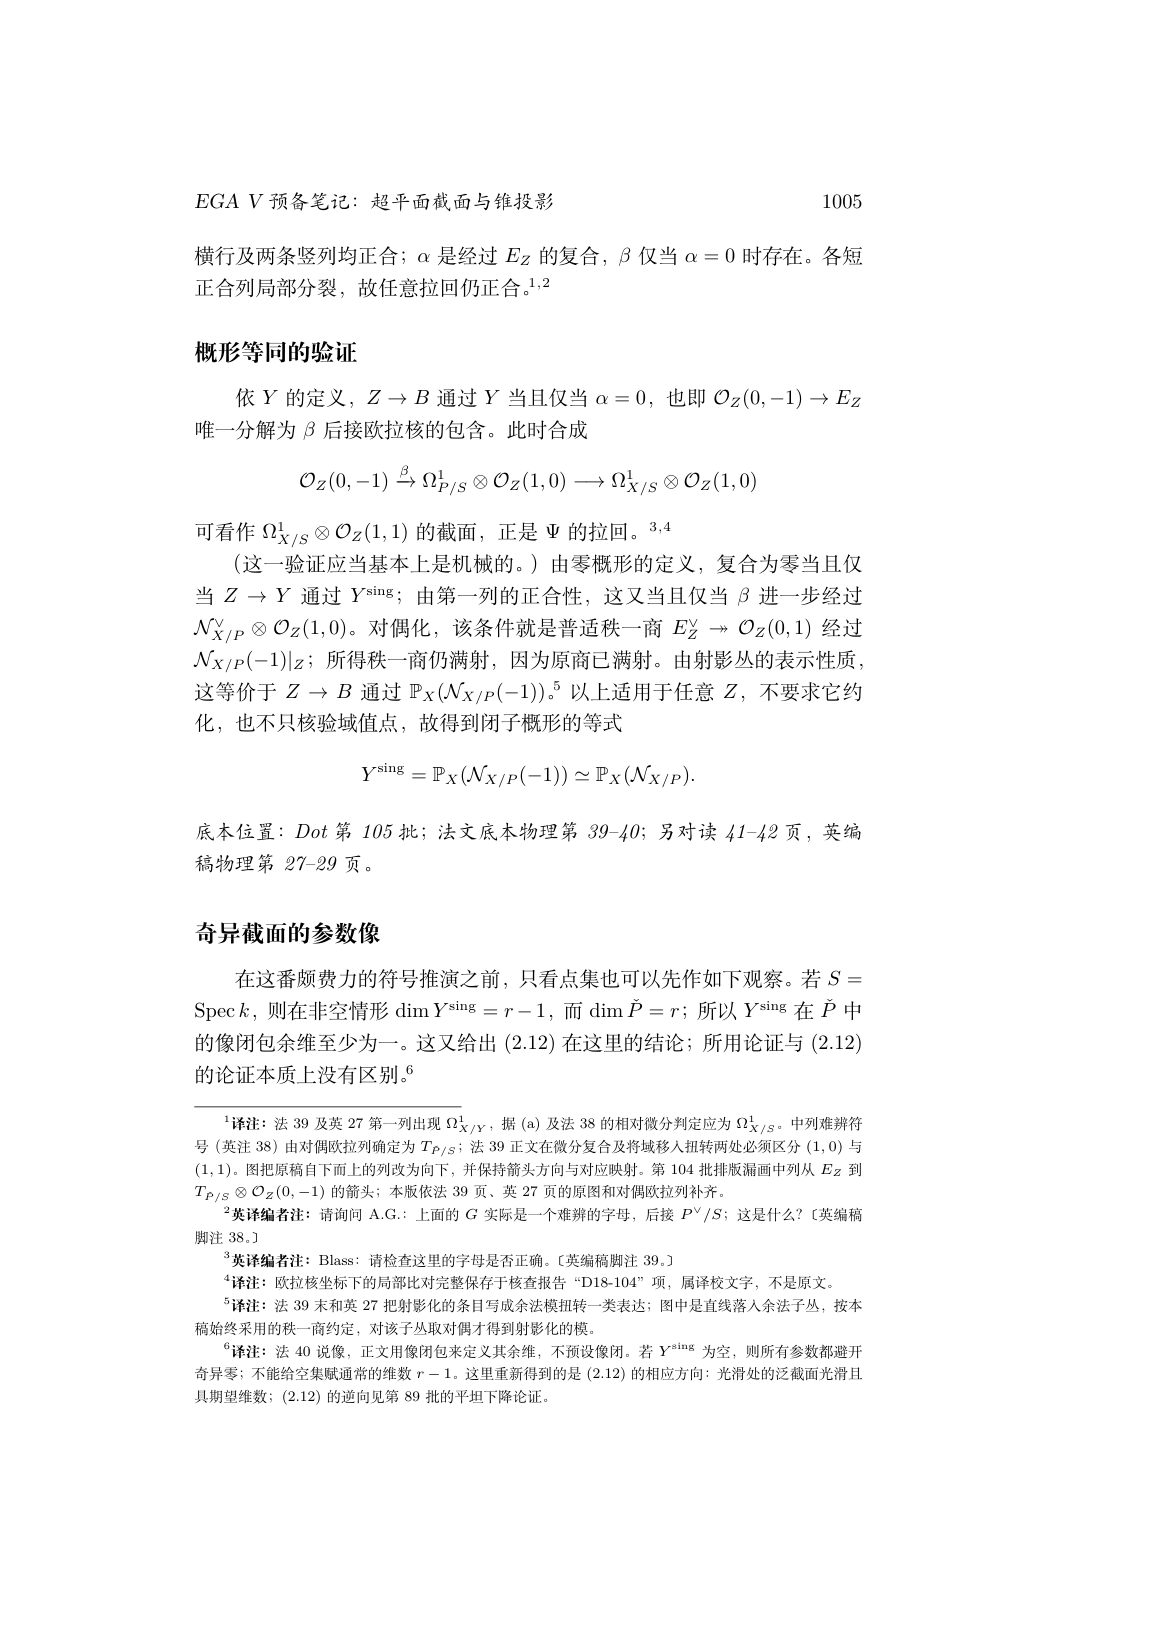 EGA V 预备笔记：超平面截面与锥投影 1005
横行及两条竖列均正合；α 是经过 E_Z 的复合，β 仅当 α = 0 时存在。各短
正合列局部分裂，故任意拉回仍正合。^{1,2}
概形等同的验证
依 Y 的定义，Z → B 通过 Y 当且仅当 α = 0，也即 𝒪_Z(0, −1) → E_Z
唯一分解为 β 后接欧拉核的包含。此时合成
𝒪_Z(0, −1) \xrightarrow{β} Ω^1_{P/S} ⊗ 𝒪_Z(1, 0) ⟶ Ω^1_{X/S} ⊗ 𝒪_Z(1, 0)
可看作 Ω^1_{X/S} ⊗ 𝒪_Z(1, 1) 的截面，正是 Ψ 的拉回。^{3,4}
（这一验证应当基本上是机械的。）由零概形的定义，复合为零当且仅
当 Z → Y 通过 Y^{sing}；由第一列的正合性，这又当且仅当 β 进一步经过
𝒩^∨_{X/P} ⊗ 𝒪_Z(1, 0)。对偶化，该条件就是普适秩一商 E^∨_Z ↠ 𝒪_Z(0, 1) 经过
𝒩_{X/P}(−1)|_Z；所得秩一商仍满射，因为原商已满射。由射影丛的表示性质，
这等价于 Z → B 通过 ℙ_X(𝒩_{X/P}(−1))。^5 以上适用于任意 Z，不要求它约
化，也不只核验域值点，故得到闭子概形的等式
Y^{sing} = ℙ_X(𝒩_{X/P}(−1)) ≃ ℙ_X(𝒩_{X/P}).
底本位置：Dot 第 105 批；法文底本物理第 39–40；另对读 41–42 页，英编
稿物理第 27–29 页。
奇异截面的参数像
在这番颇费力的符号推演之前，只看点集也可以先作如下观察。若 S =
Spec k，则在非空情形 dim Y^{sing} = r − 1，而 dim P̌ = r；所以 Y^{sing} 在 P̌ 中
的像闭包余维至少为一。这又给出 (2.12) 在这里的结论；所用论证与 (2.12)
的论证本质上没有区别。^6
^1译注：法 39 及英 27 第一列出现 Ω^1_{X/Y}，据 (a) 及法 38 的相对微分判定应为 Ω^1_{X/S}。中列难辨符
号（英注 38）由对偶欧拉列确定为 T_{P̌/S}；法 39 正文在微分复合及将域移入扭转两处必须区分 (1, 0) 与
(1, 1)。图把原稿自下而上的列改为向下，并保持箭头方向与对应映射。第 104 批排版漏画中列从 E_Z 到
T_{P̌/S} ⊗ 𝒪_Z(0, −1) 的箭头；本版依法 39 页、英 27 页的原图和对偶欧拉列补齐。
^2英译编者注：请询问 A.G.：上面的 G 实际是一个难辨的字母，后接 P^∨/S；这是什么？〔英编稿
脚注 38。〕
^3英译编者注：Blass：请检查这里的字母是否正确。〔英编稿脚注 39。〕
^4译注：欧拉核坐标下的局部比对完整保存于核查报告“D18-104”项，属译校文字，不是原文。
^5译注：法 39 末和英 27 把射影化的条目写成余法模扭转一类表达；图中是直线落入余法子丛，按本
稿始终采用的秩一商约定，对该子丛取对偶才得到射影化的模。
^6译注：法 40 说像，正文用像闭包来定义其余维，不预设像闭。若 Y^{sing} 为空，则所有参数都避开
奇异零；不能给空集赋通常的维数 r − 1。这里重新得到的是 (2.12) 的相应方向：光滑处的泛截面光滑且
具期望维数；(2.12) 的逆向见第 89 批的平坦下降论证。